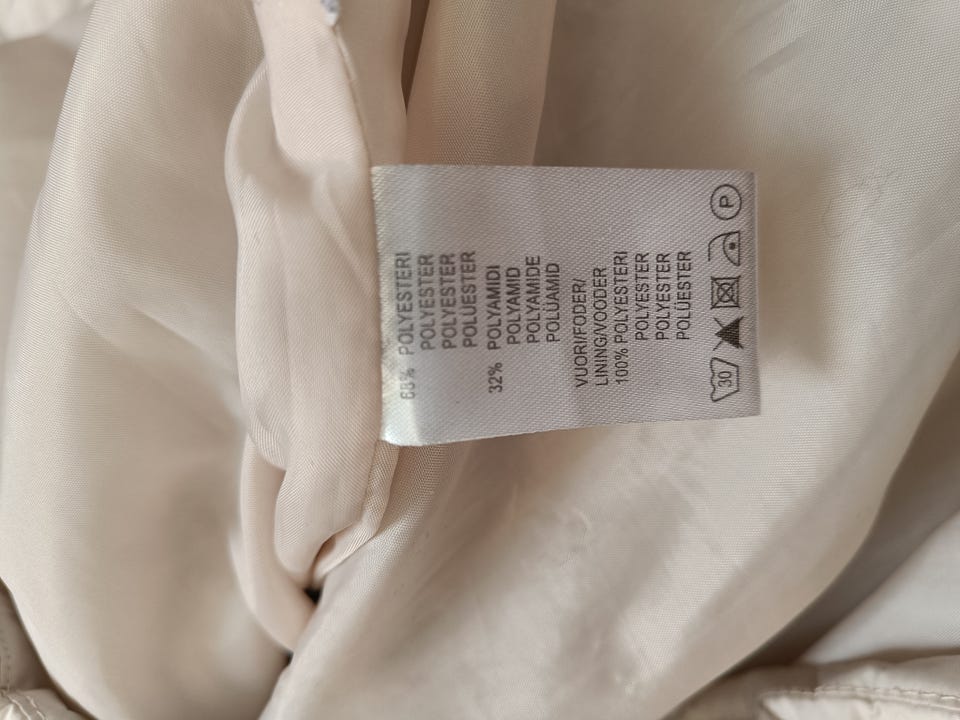 68% POLYESTERI
POLYESTER
POLYESTER
POLÜESTER
32% POLYAMIDI
POLYAMID
POLYAMIDE
POLÜAMID
VUORI/FODER/
LINING/VOODER
100% POLYESTERI
POLYESTER
POLYESTER
POLÜESTER
30 P